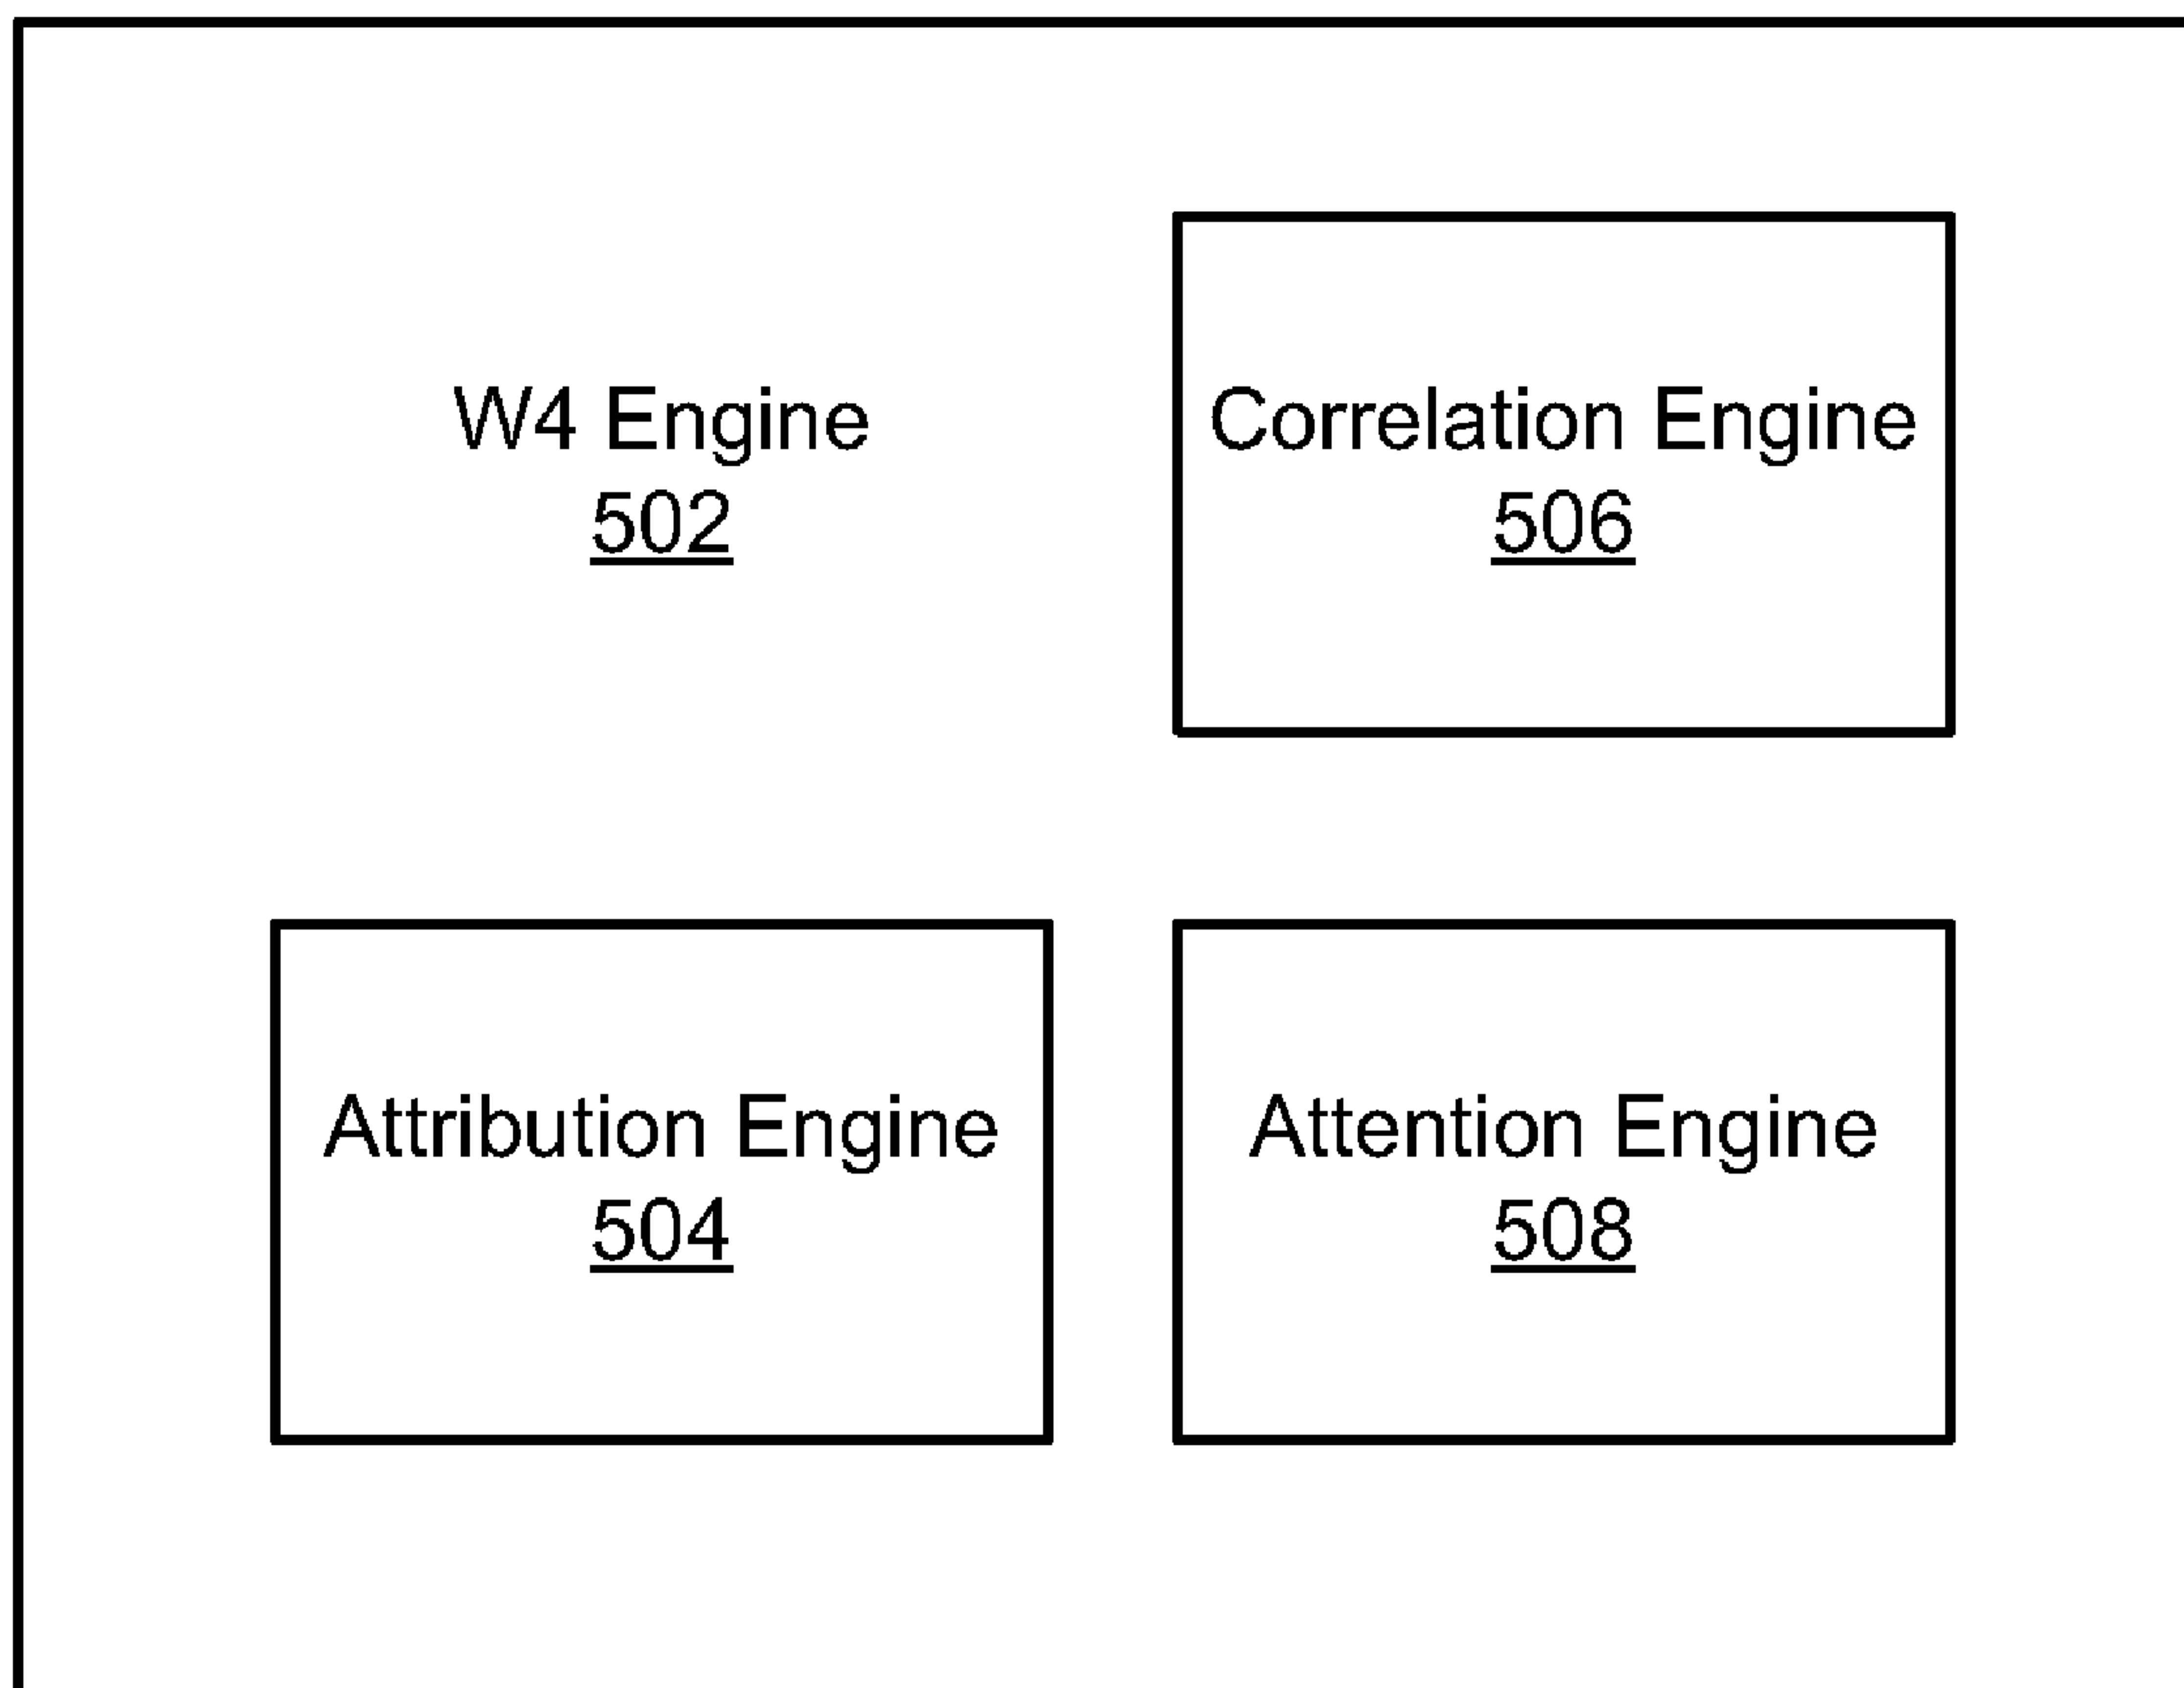 W4 Engine
502
Correlation Engine
506
Attribution Engine
504
Attention Engine
508